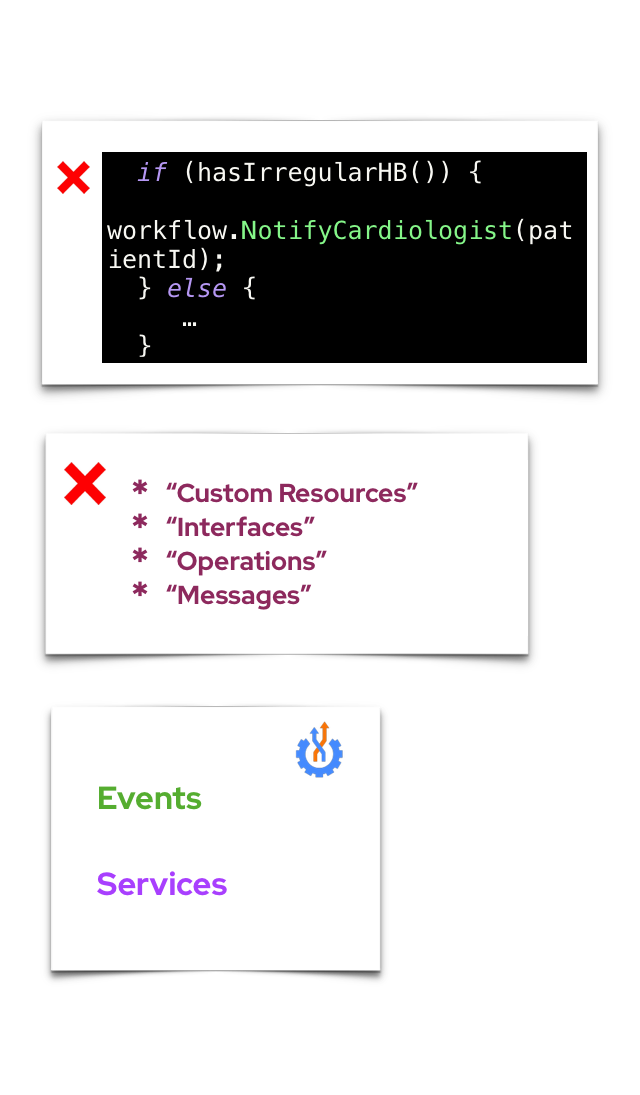 if (hasIrregularHB()) {
workflow.NotifyCardiologist(pat
ientId);
} else {
…
}
* “Custom Resources”
* “Interfaces”
* “Operations”
* “Messages”
Events
Services